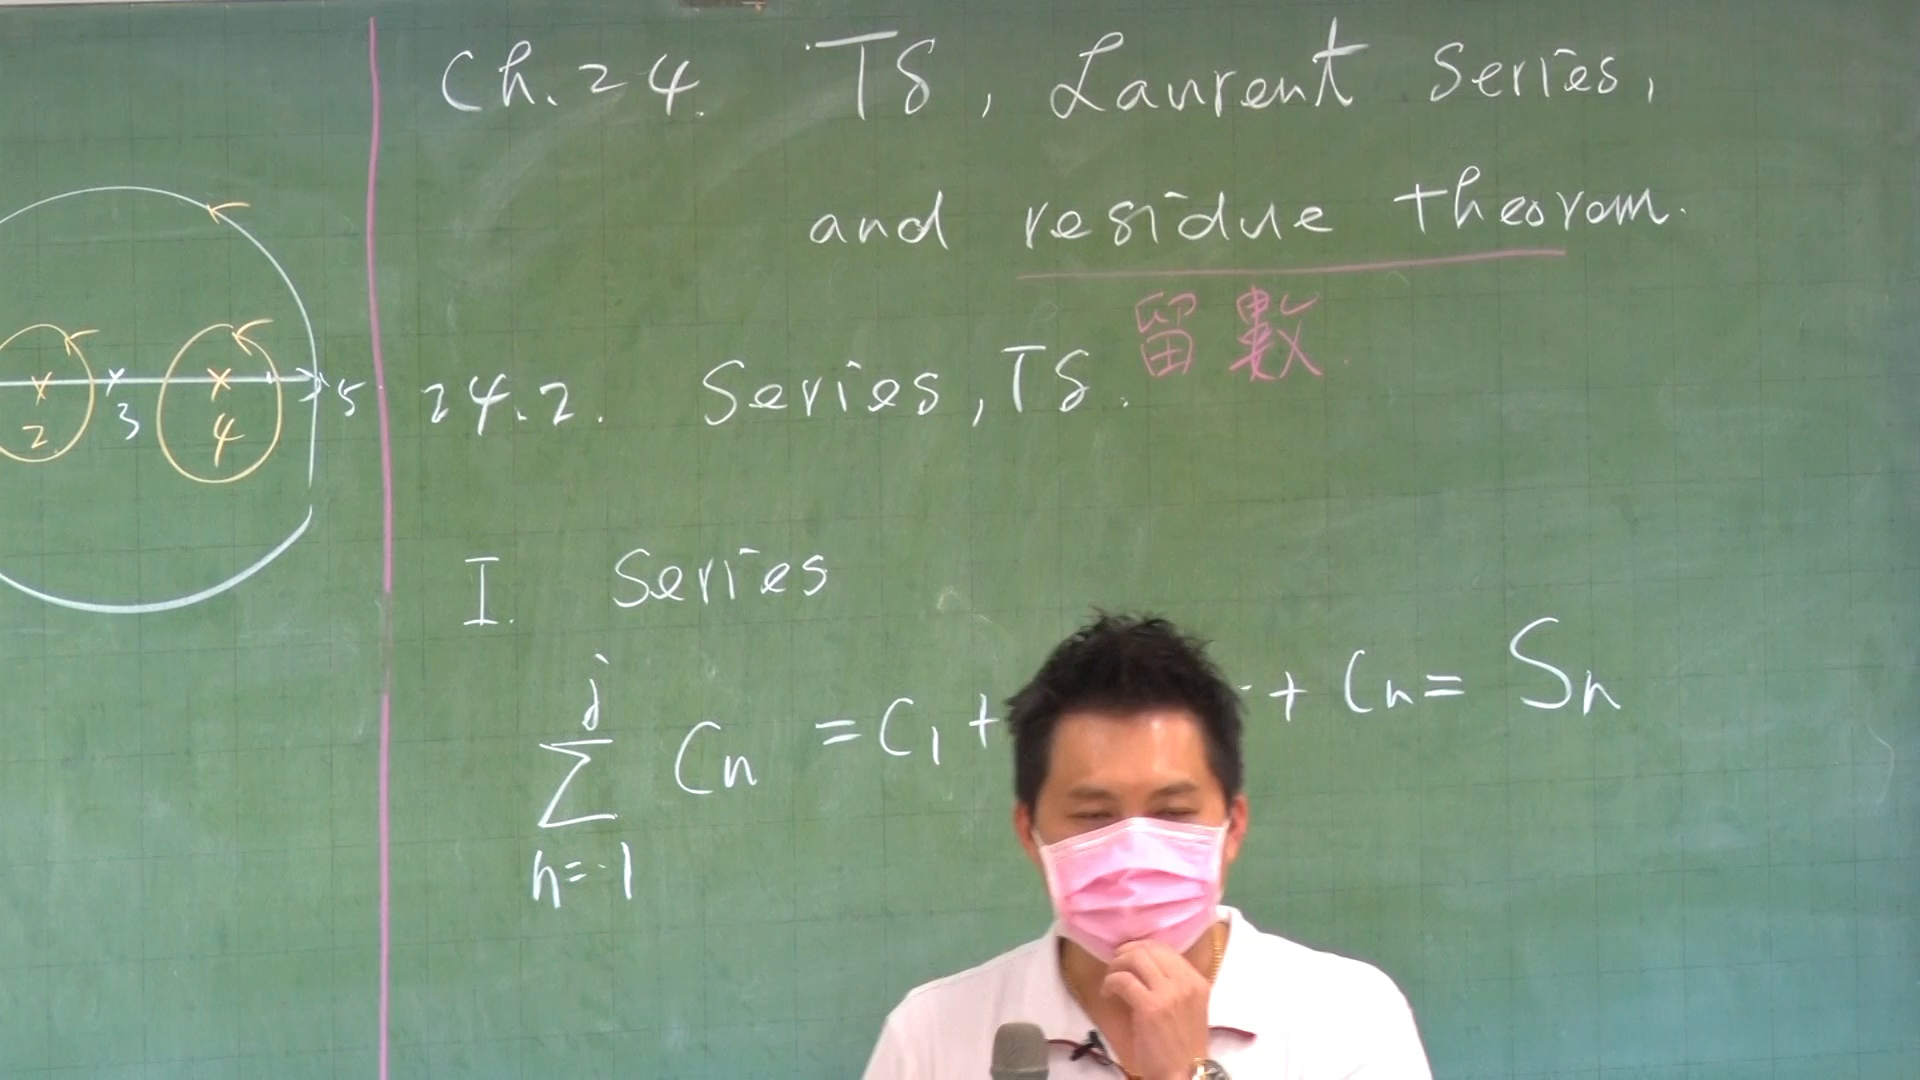 Ch.24. TS, Laurent Series,
and residue theorem.
留數
24.2. Series, TS.
I. Series
j
∑ Cn = C1 + ·+ Cn = Sn
n=1
2 3 4 5